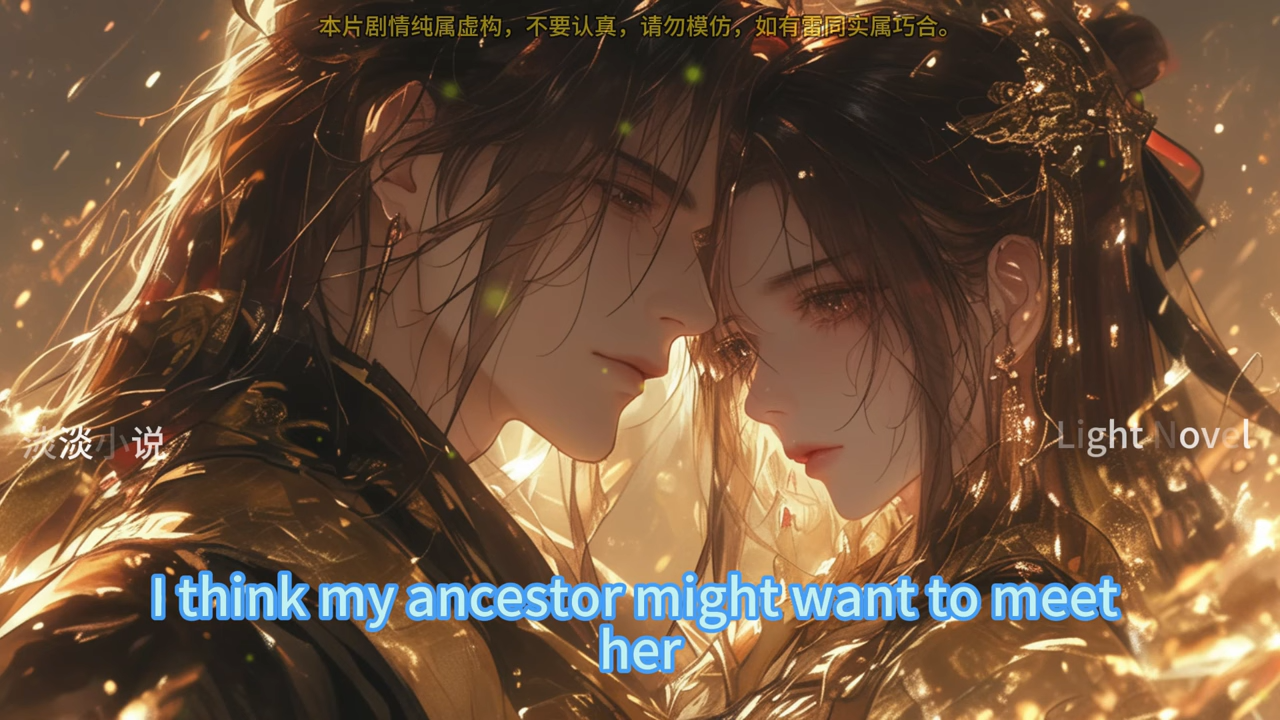 本片剧情纯属虚构，不要认真，请勿模仿，如有雷同实属巧合。
淡淡小说
Light Novel
I think my ancestor might want to meet
her